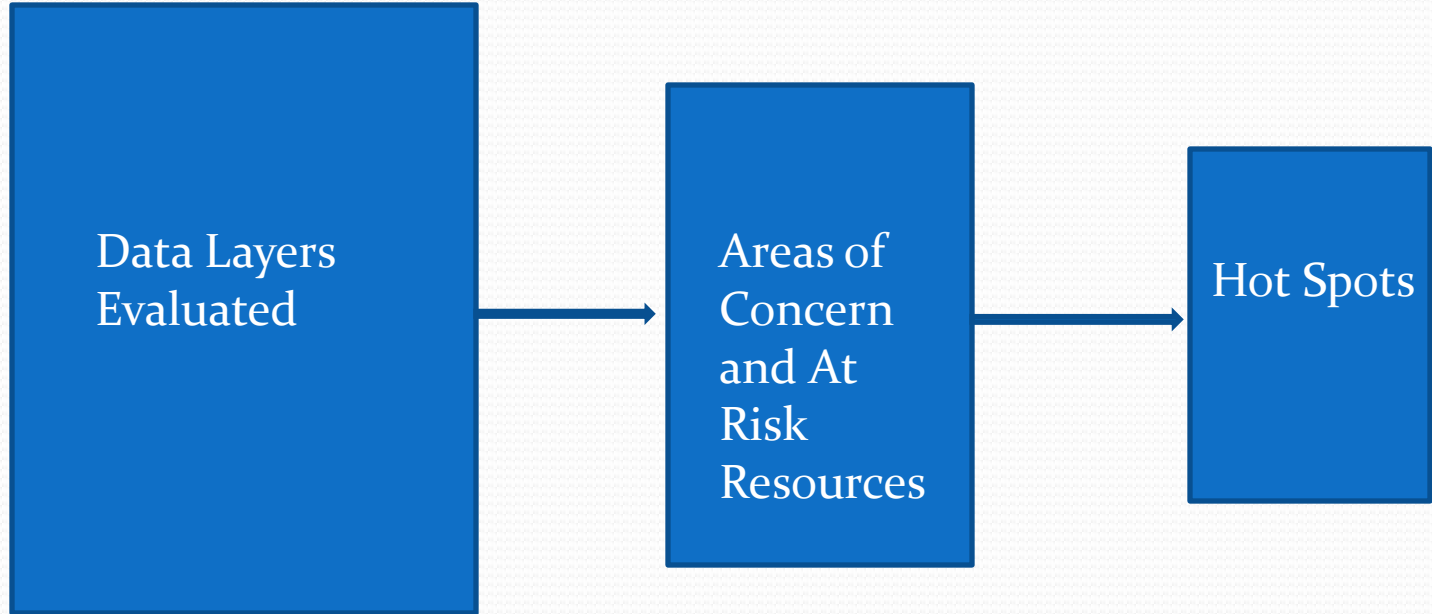 Data Layers
Evaluated
Areas of
Concern
and At
Risk
Resources
Hot Spots